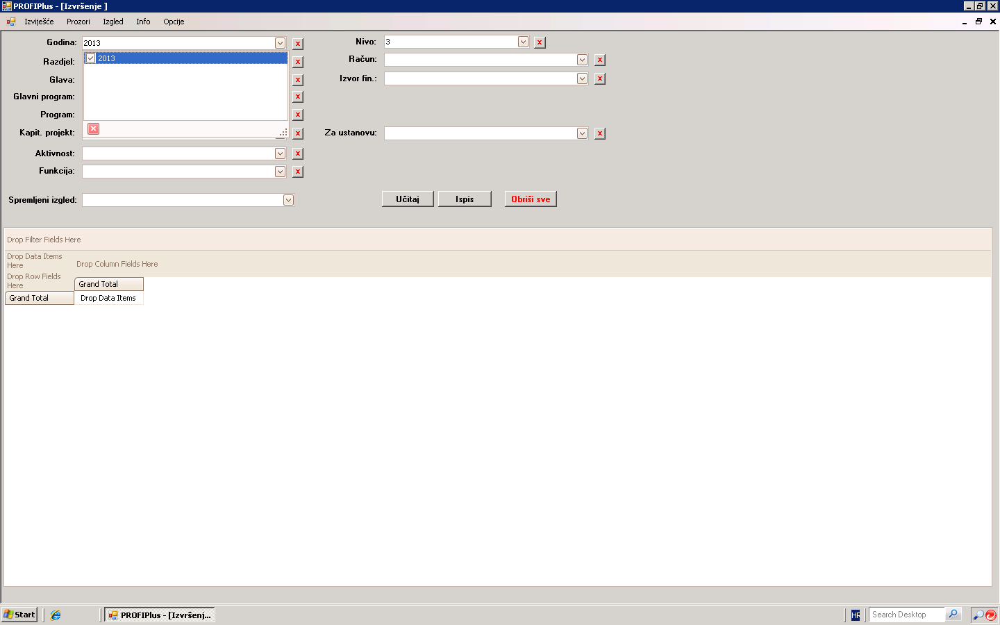 PROFIPlus - [Izvršenje ]
Izviješće Prozori Izgled Info Opcije
Godina: 2013 x Nivo: 3 x
2013
Razdjel: x Račun: x
Glava: x Izvor fin.: x
Glavni program: x
Program: x
Kapit. projekt: x Za ustanovu: x
Aktivnost: x
Funkcija: x
Spremljeni izgled: Učitaj Ispis Obriši sve
Drop Filter Fields Here
Drop Data Items
Here
Drop Column Fields Here
Drop Row Fields
Here
Grand Total
Grand Total Drop Data Items
Start PROFIPlus - [Izvršenj... HR Search Desktop